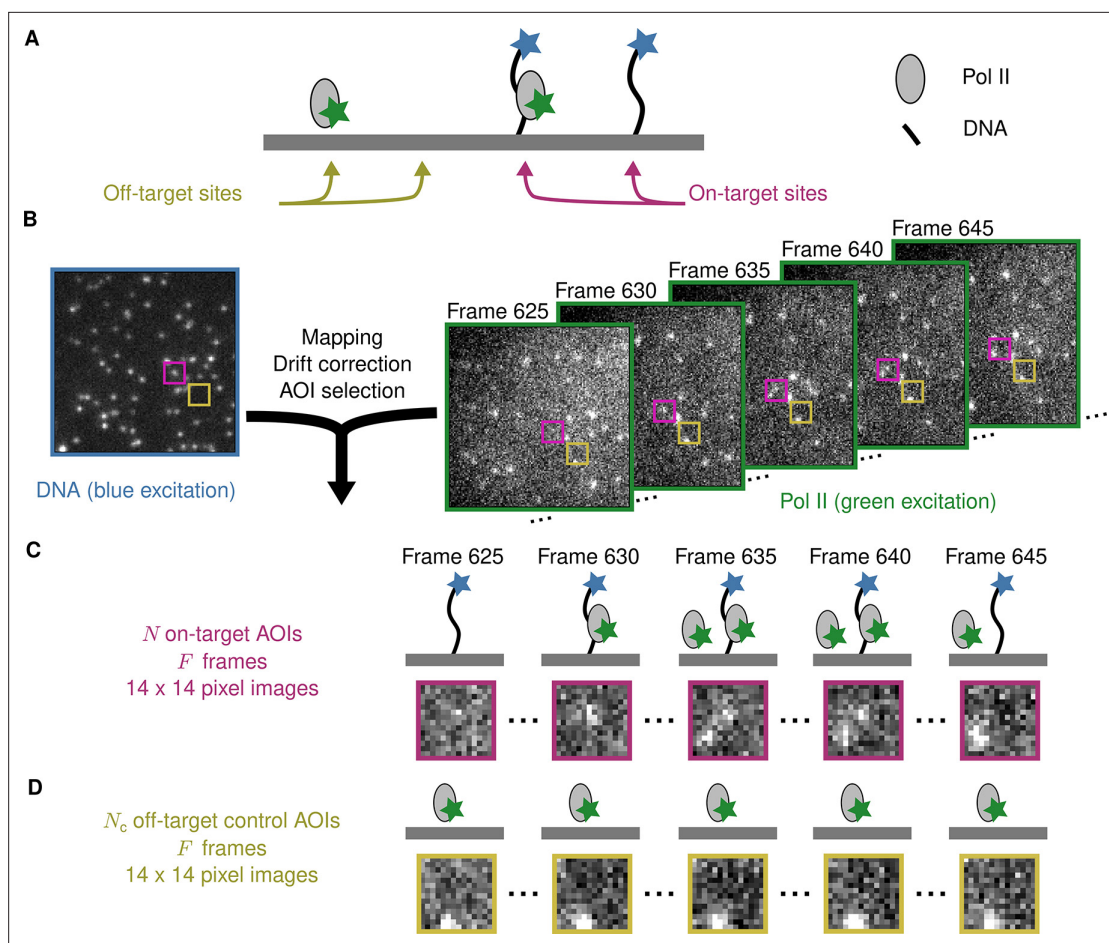 A
Pol II
DNA
Off-target sites
On-target sites
B
Frame 625
Frame 630
Frame 635
Frame 640
Frame 645
Mapping
Drift correction
AOI selection
DNA (blue excitation)
Pol II (green excitation)
C
Frame 625
Frame 630
Frame 635
Frame 640
Frame 645
N on-target AOIs
F frames
14 x 14 pixel images
D
Nc off-target control AOIs
F frames
14 x 14 pixel images